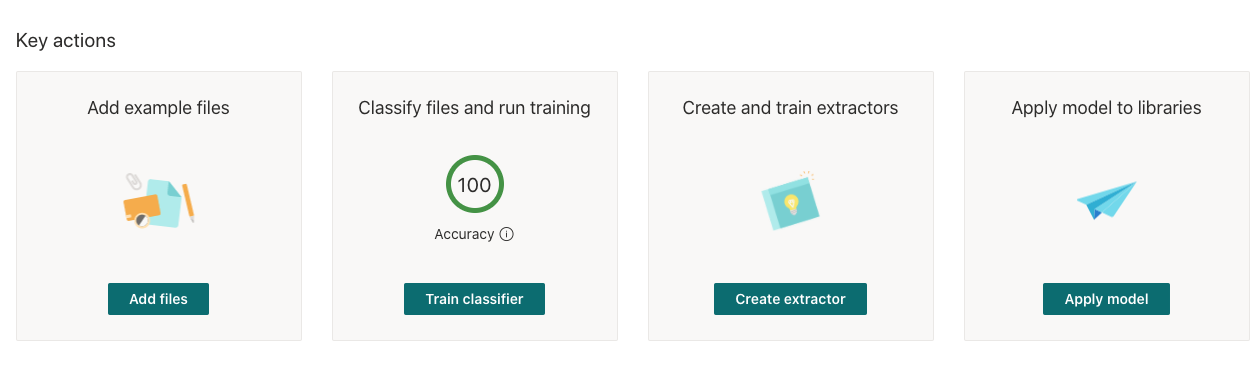 Key actions
Add example files
Add files
Classify files and run training
100
Accuracy
Train classifier
Create and train extractors
Create extractor
Apply model to libraries
Apply model